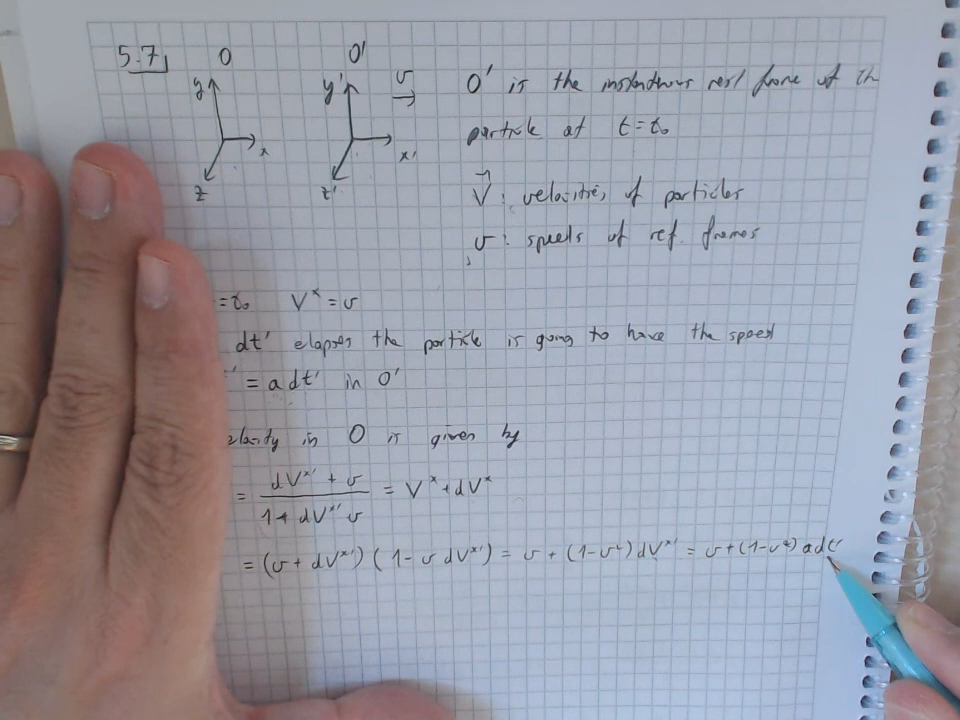 5.7 O O'
y y' v O' is the instantaneous rest frame of th
x x' particle at t = t₀
z z' V⃗ : velocities of particles
v : speeds of ref. frames
= t₀ Vˣ = v
dt' elapses the particle is going to have the speed
' = a dt' in O'
elocity in O is given by
= \frac{dV^{x'} + v}{1 + dV^{x'} v} = Vˣ + dVˣ
= (v + dV^{x'}) (1 - v dV^{x'}) = v + (1 - v²) dV^{x'} = v + (1 - v²) a dt'